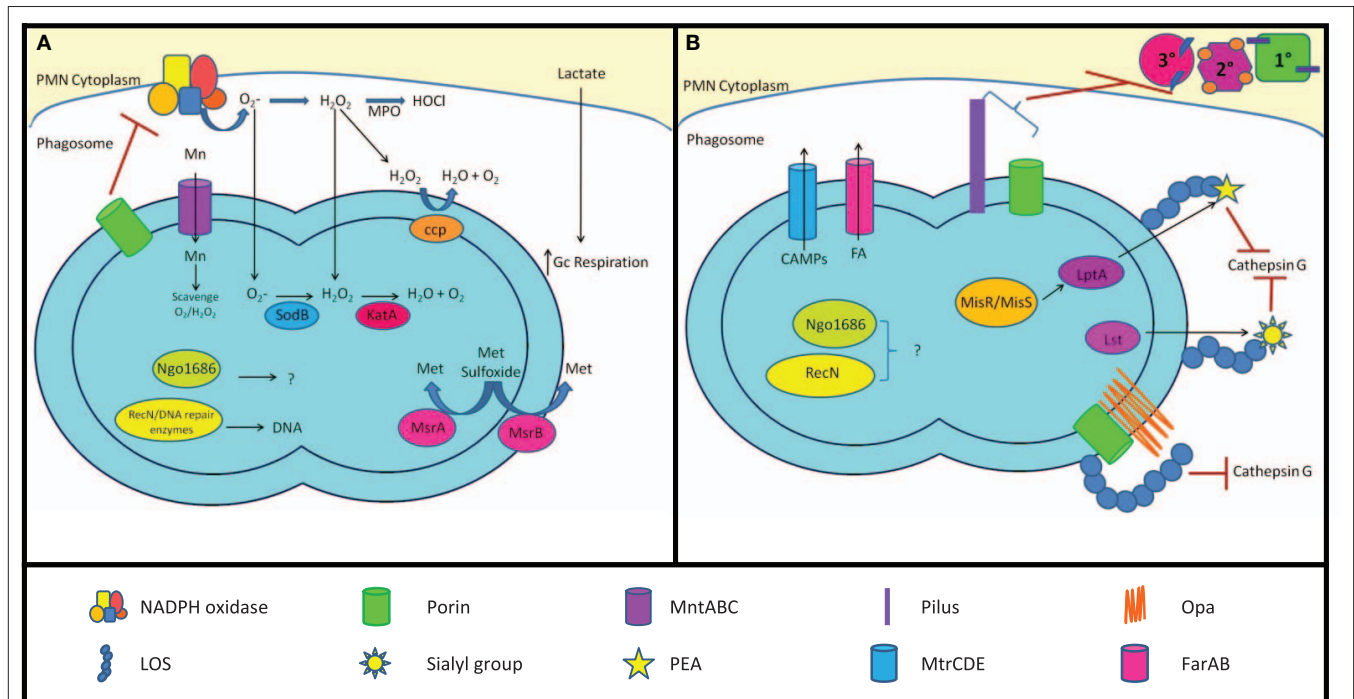 A
PMN Cytoplasm
O2-
H2O2
MPO
HOCl
Lactate
Phagosome
Mn
H2O2
H2O + O2
ccp
Mn
Gc Respiration
Scavenge
O2/H2O2
O2-
H2O2
H2O + O2
SodB
KatA
Ngo1686
?
Met
Met
Sulfoxide
Met
RecN/DNA repair
enzymes
DNA
MsrA
MsrB
B
3°
2°
1°
PMN Cytoplasm
Phagosome
CAMPs
FA
Cathepsin G
LptA
MisR/MisS
Ngo1686
Lst
?
RecN
Cathepsin G
NADPH oxidase
Porin
MntABC
Pilus
Opa
LOS
Sialyl group
PEA
MtrCDE
FarAB